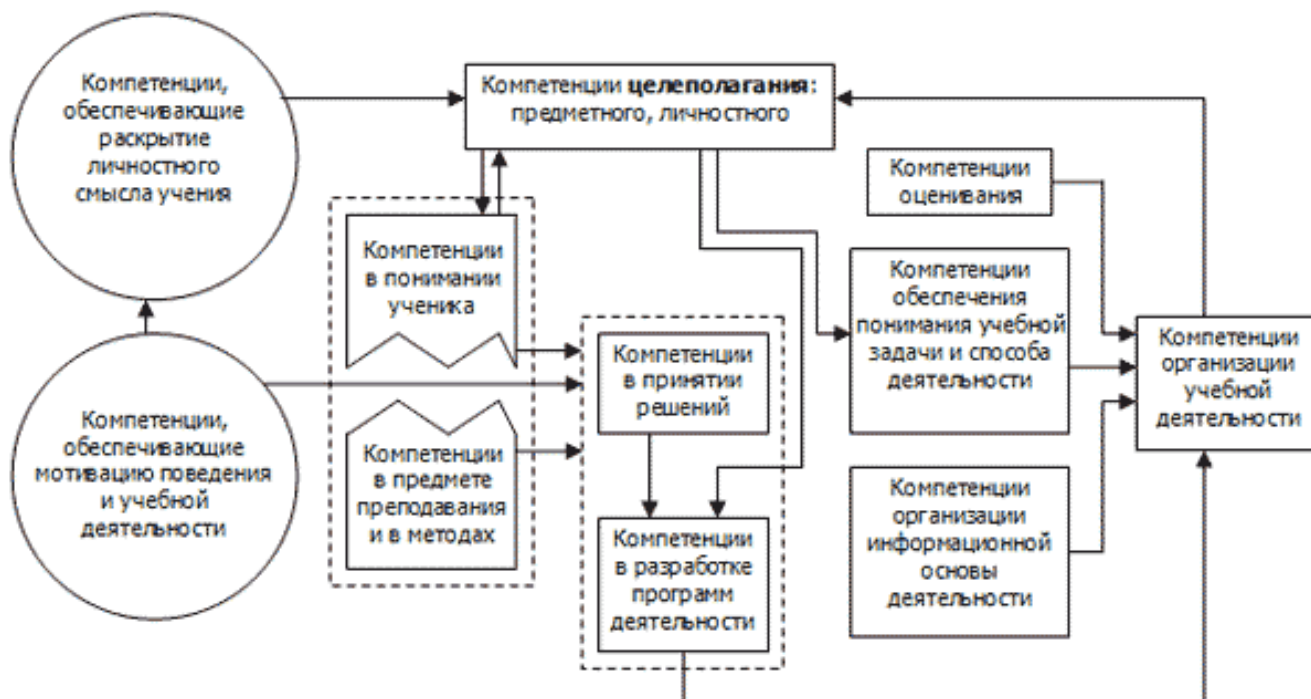 Компетенции,
обеспечивающие
раскрытие
личностного
смысла учения
Компетенции целеполагания:
предметного, личностного
Компетенции
оценивания
Компетенции
в понимании
ученика
Компетенции
обеспечения
понимания учебной
задачи и способа
деятельности
Компетенции
организации
учебной
деятельности
Компетенции
в принятии
решений
Компетенции,
обеспечивающие
мотивацию поведения
и учебной
деятельности
Компетенции
в предмете
преподавания
и в методах
Компетенции
в разработке
программ
деятельности
Компетенции
организации
информационной
основы
деятельности